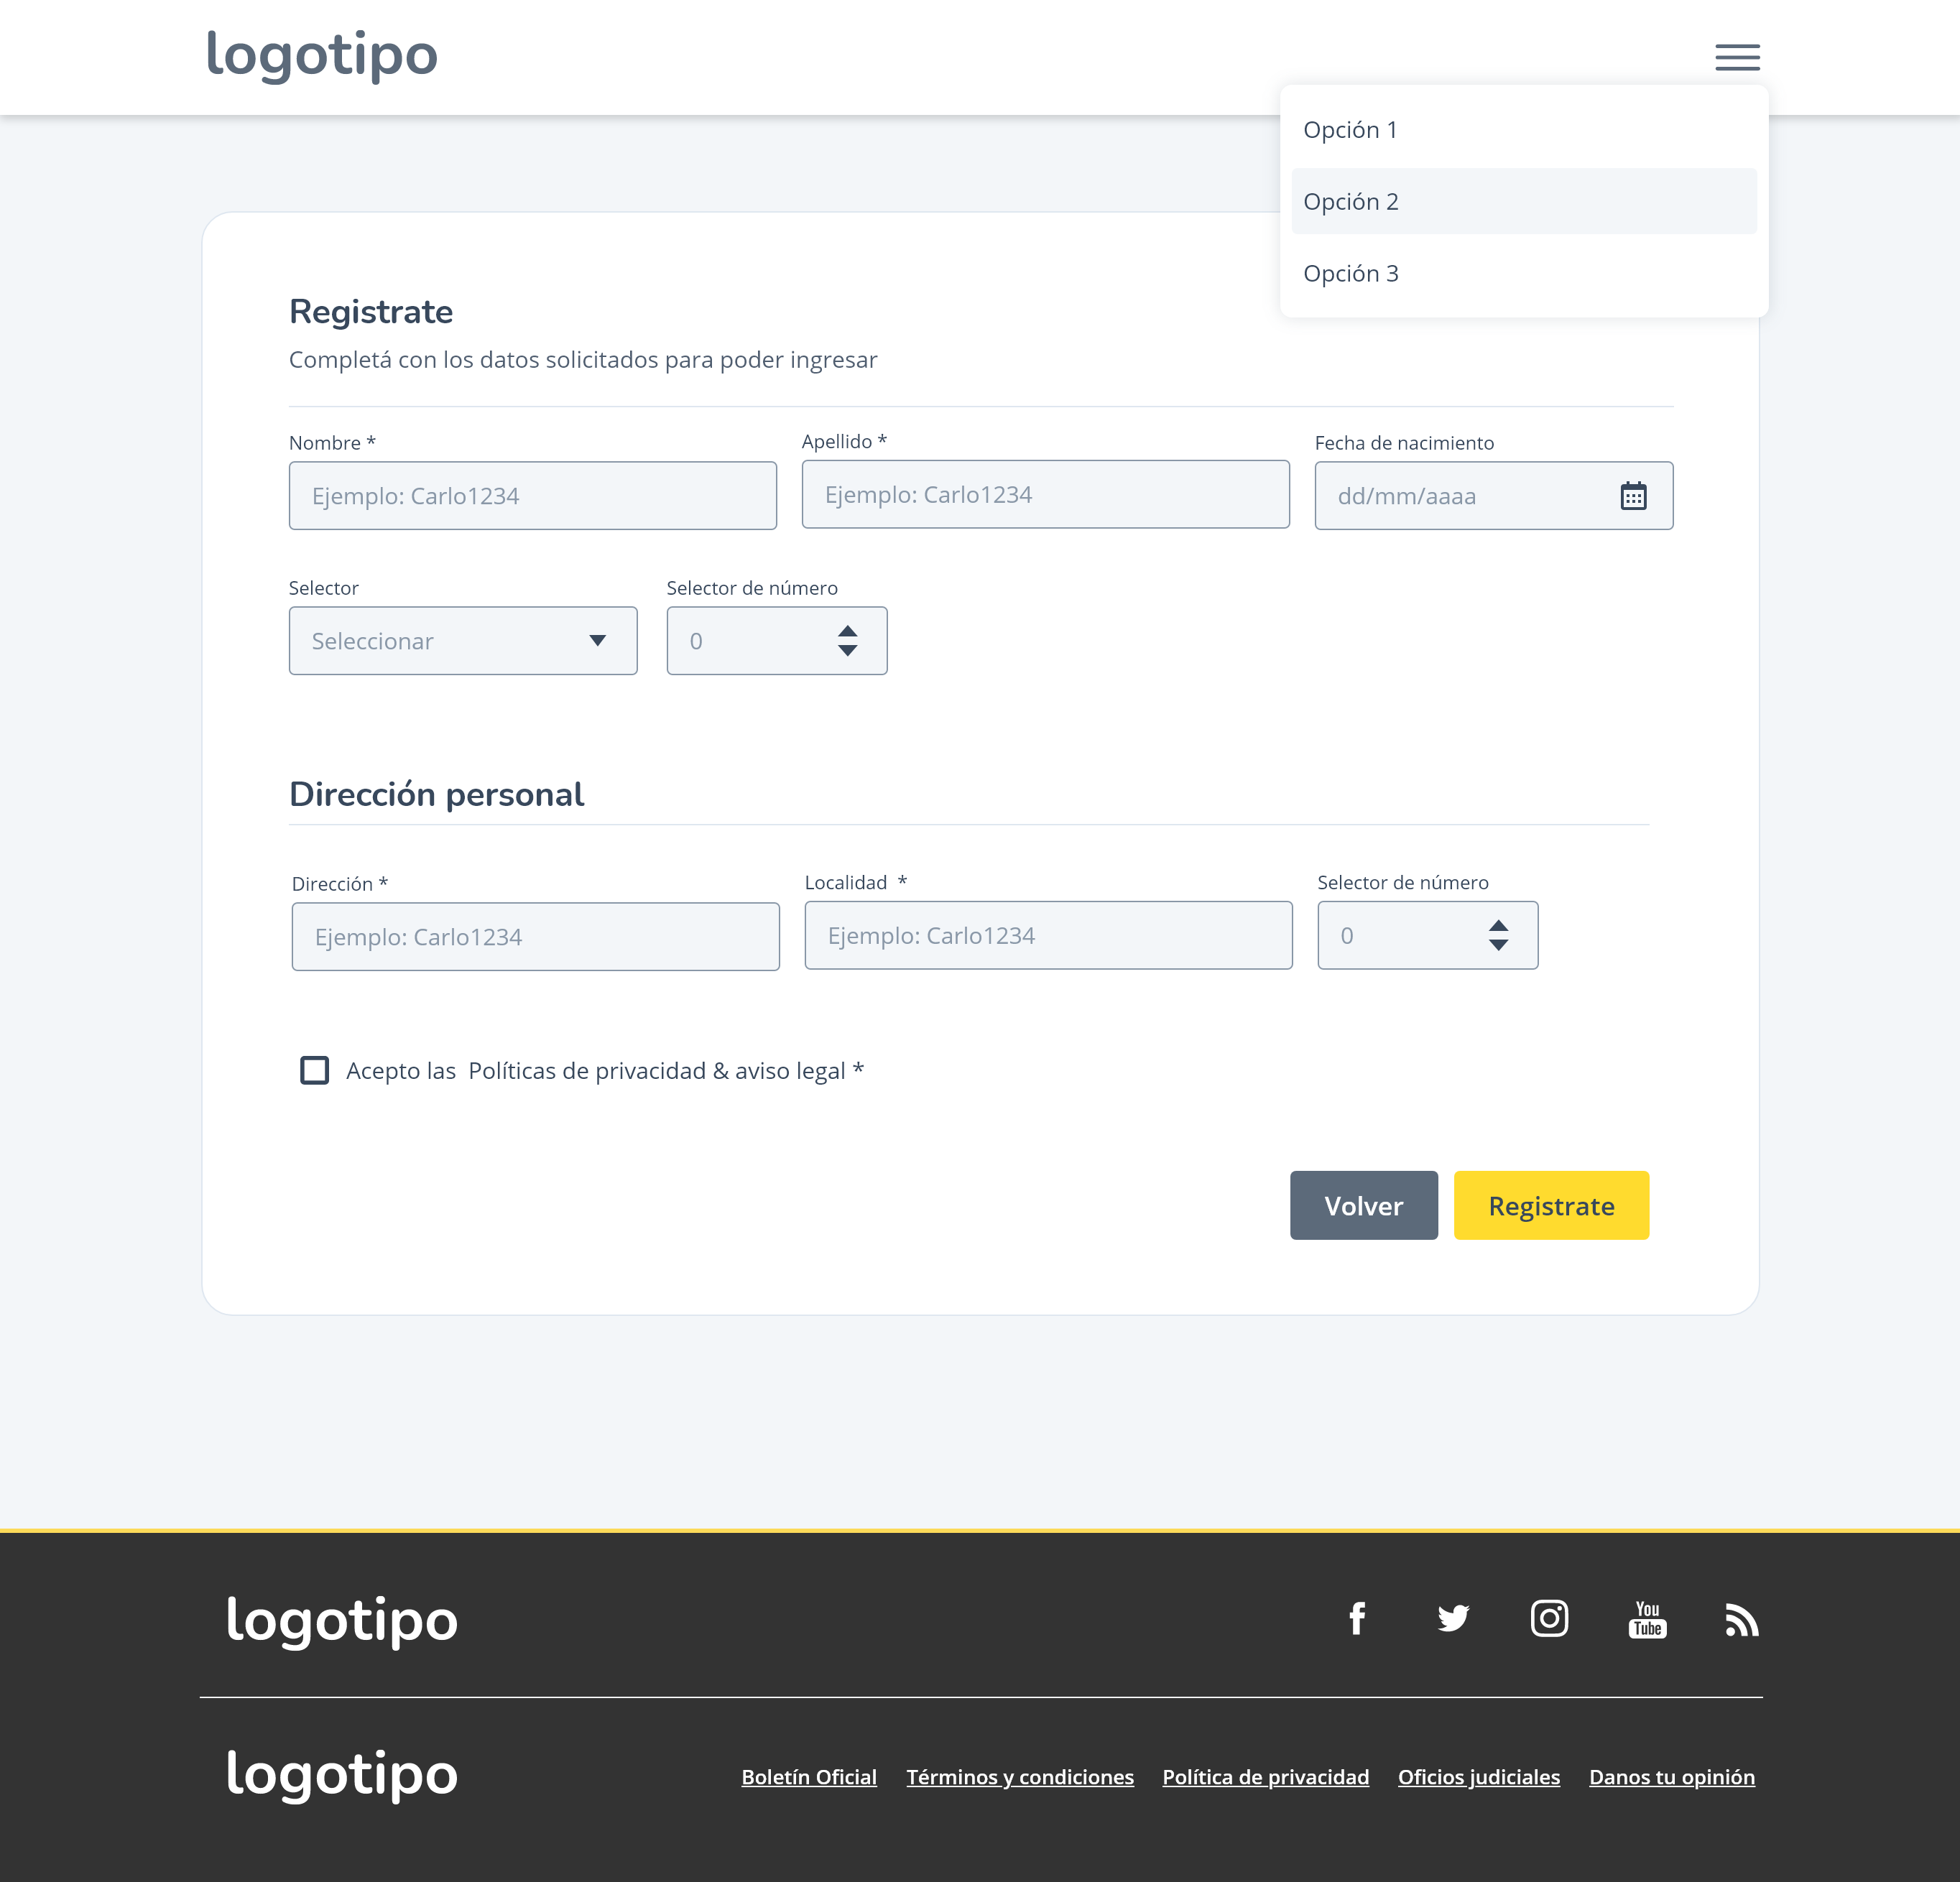 logotipo
Opción 1
Opción 2
Opción 3
Registrate
Completá con los datos solicitados para poder ingresar
Nombre * Apellido * Fecha de nacimiento
Ejemplo: Carlo1234 Ejemplo: Carlo1234 dd/mm/aaaa
Selector Selector de número
Seleccionar 0
Dirección personal
Dirección * Localidad * Selector de número
Ejemplo: Carlo1234 Ejemplo: Carlo1234 0
Acepto las Políticas de privacidad & aviso legal *
Volver Registrate
logotipo You Tube
logotipo Boletín Oficial Términos y condiciones Política de privacidad Oficios judiciales Danos tu opinión